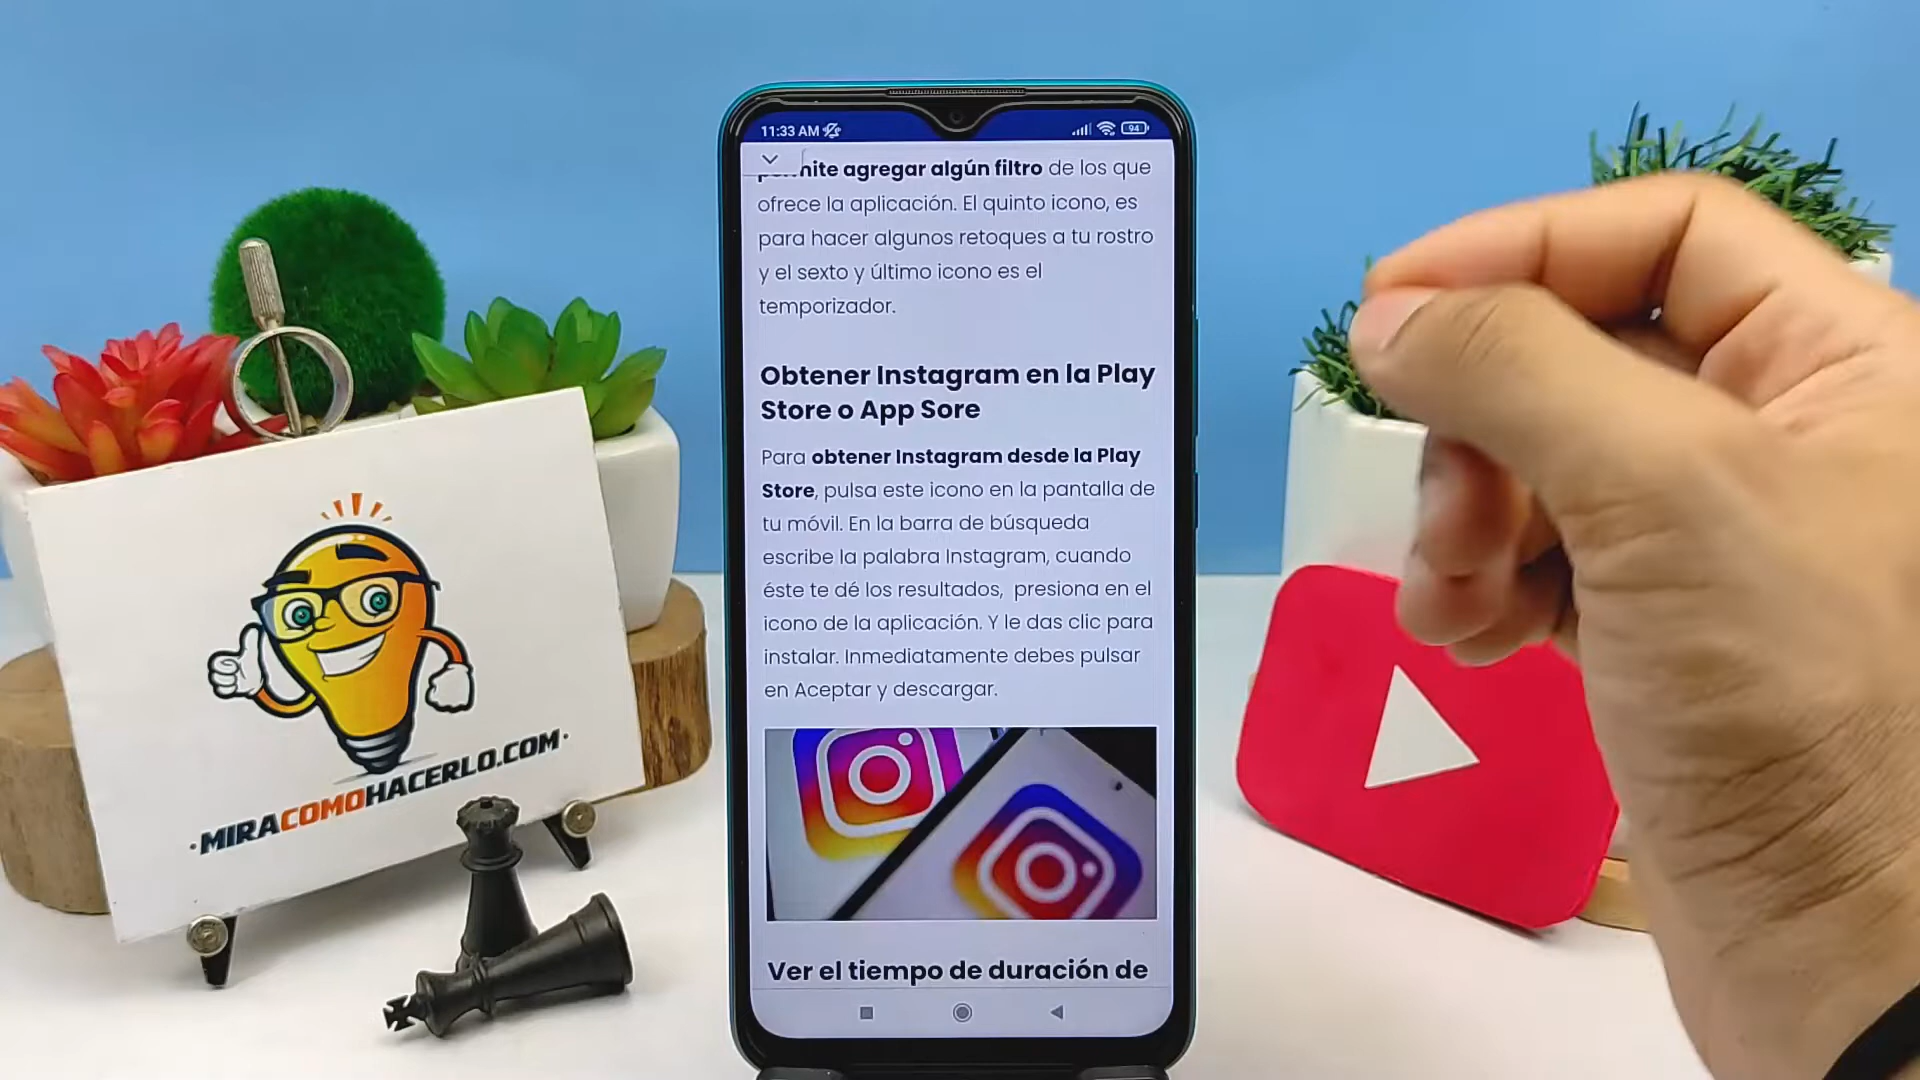 11:33 AM
94
mite agregar algún filtro de los que
ofrece la aplicación. El quinto icono, es
para hacer algunos retoques a tu rostro
y el sexto y último icono es el
temporizador.
Obtener Instagram en la Play
Store o App Sore
Para obtener Instagram desde la Play
Store, pulsa este icono en la pantalla de
tu móvil. En la barra de búsqueda
escribe la palabra Instagram, cuando
éste te dé los resultados, presiona en el
icono de la aplicación. Y le das clic para
instalar. Inmediatamente debes pulsar
en Aceptar y descargar.
Ver el tiempo de duración de
·MIRACOMOHACERLO.COM·